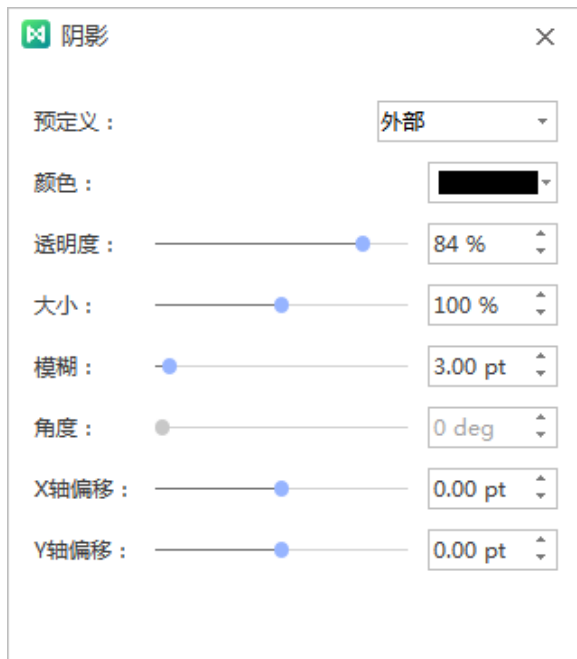 阴影
预定义： 外部
颜色：
透明度： 84 %
大小： 100 %
模糊： 3.00 pt
角度： 0 deg
X轴偏移： 0.00 pt
Y轴偏移： 0.00 pt